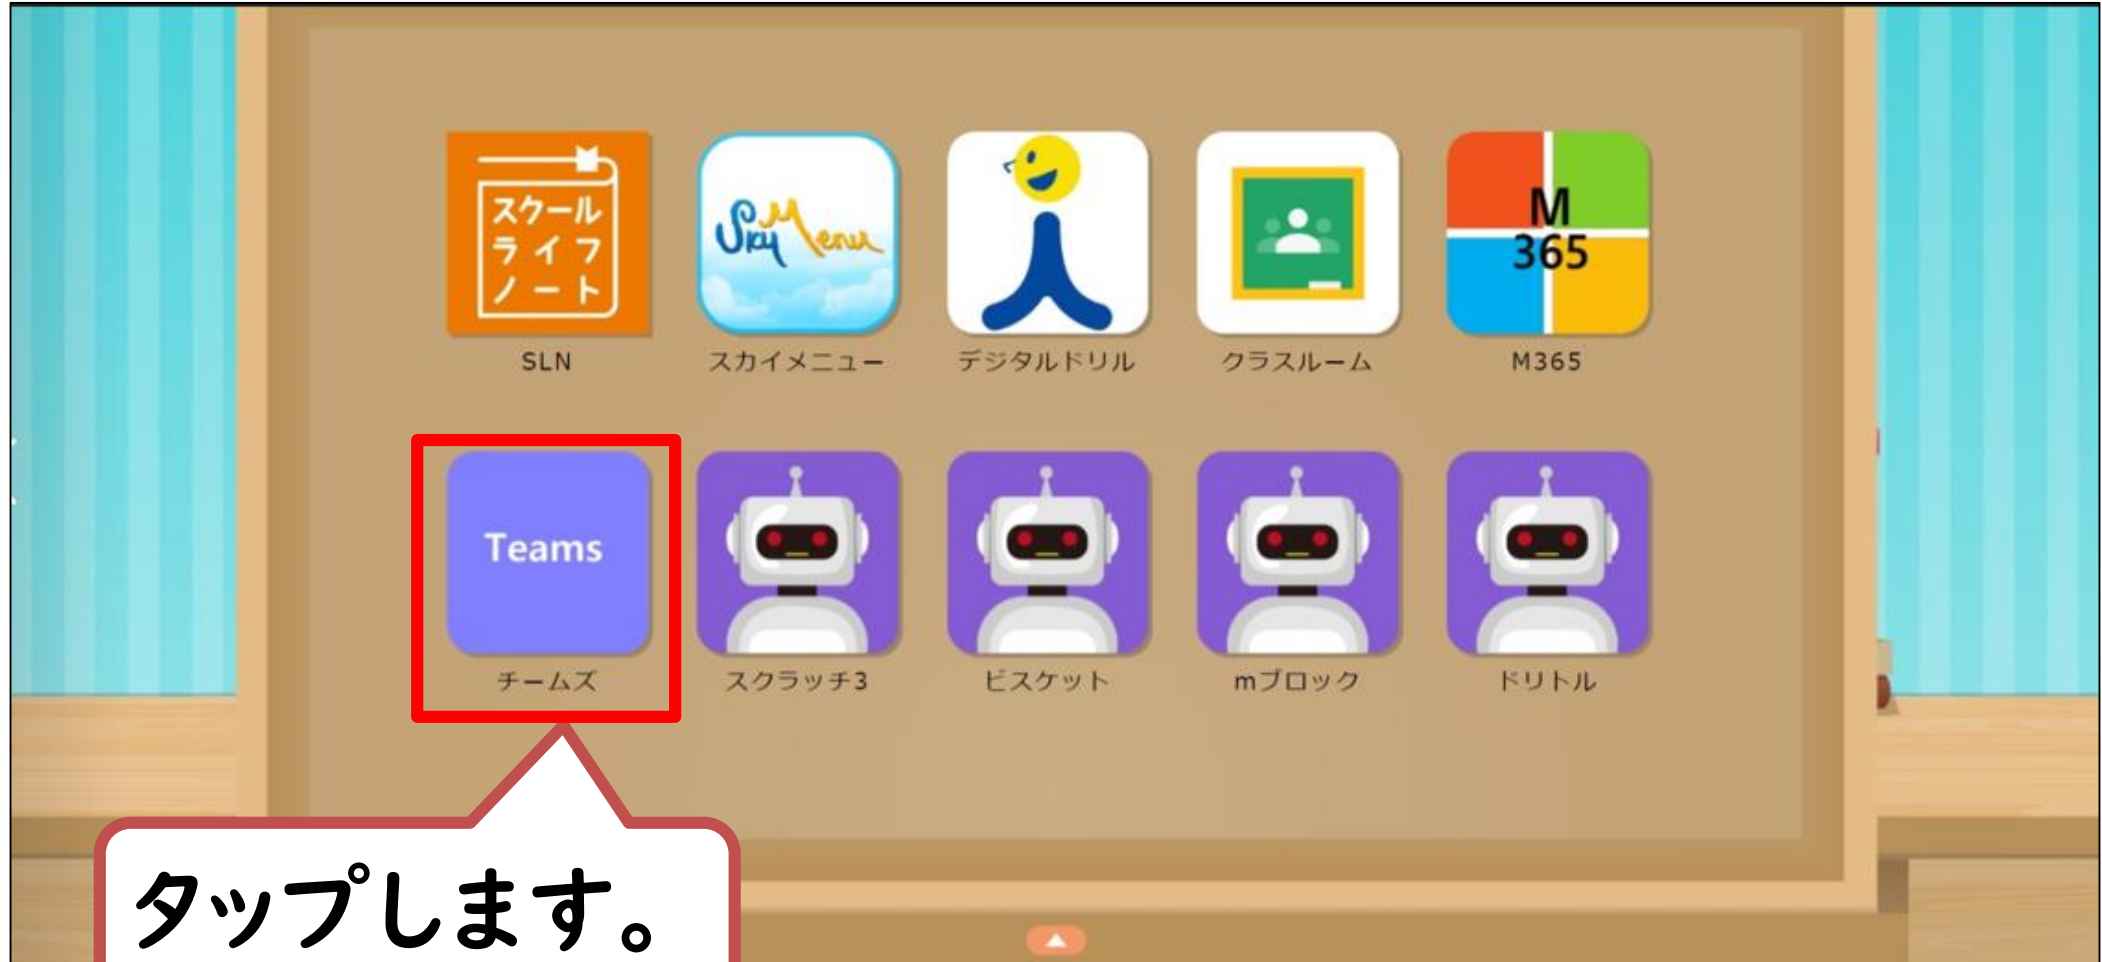 スクール
ライフ
ノート
Sky Menu
M
365
SLN
スカイメニュー
デジタルドリル
クラスルーム
M365
Teams
チームズ
スクラッチ3
ビスケット
mブロック
ドリトル
タップします。